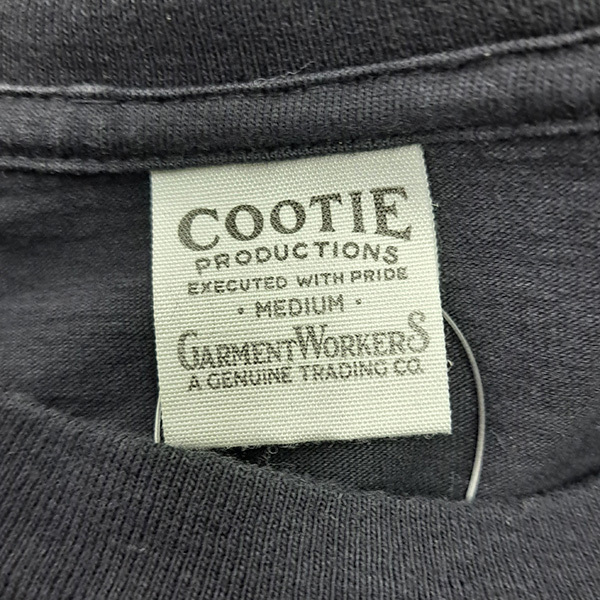 COOTIE
PRODUCTIONS
EXECUTED WITH PRIDE
· MEDIUM ·
GARMENTWORKERS
A GENUINE TRADING CO.